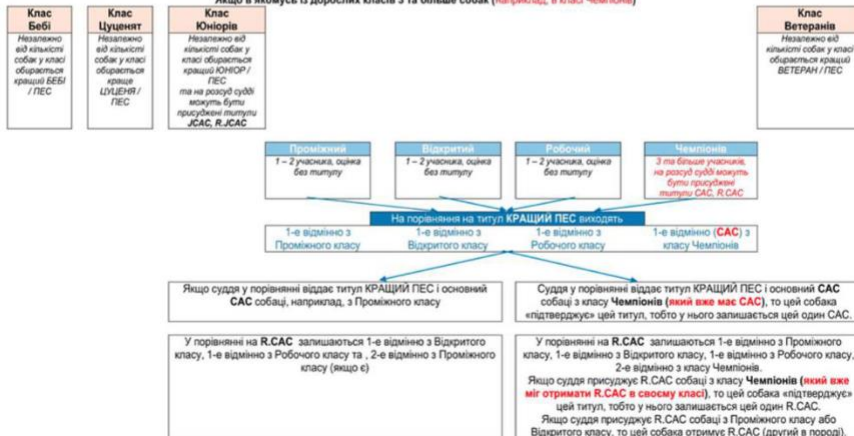 Якщо в якомусь із дорослих класів 3 та більше собак (наприклад, в класі Чемпіонів)
Клас
Бебі
Незалежно
від кількості
собак у класі
обирається
кращий БЕБІ
/ ПЕС
Клас
Цуценят
Незалежно
від кількості
собак у класі
обирається
краще
ЦУЦЕНЯ /
ПЕС
Клас
Юніорів
Незалежно від
кількості собак у
класі обирається
кращий ЮНІОР /
ПЕС
та на розсуд судді
можуть бути
присуджені титули
JCAC, R.JCAC
Клас
Ветеранів
Незалежно від
кількості собак у класі
обирається кращий
ВЕТЕРАН / ПЕС
Проміжний
1 – 2 учасника, оцінка
без титулу
Відкритий
1 – 2 учасника, оцінка
без титулу
Робочий
1 – 2 учасника, оцінка
без титулу
Чемпіонів
3 та більше учасників,
на розсуд судді можуть
бути присуджені
титули CAC, R.CAC
На порівняння на титул КРАЩИЙ ПЕС виходять
1-е відмінно з
Проміжного класу
1-е відмінно з
Відкритого класу
1-е відмінно з
Робочого класу
1-е відмінно (CAC) з
класу Чемпіонів
Якщо суддя у порівнянні віддає титул КРАЩИЙ ПЕС і основний
CAC собаці, наприклад, з Проміжного класу
Суддя у порівнянні віддає титул КРАЩИЙ ПЕС і основний CAC
собаці з класу Чемпіонів (який вже має CAC), то цей собака
«підтверджує» цей титул, тобто у нього залишається цей один CAC.
У порівнянні на R.CAC залишаються 1-е відмінно з Відкритого
класу, 1-е відмінно з Робочого класу та , 2-е відмінно з Проміжного
класу (якщо є)
У порівнянні на R.CAC залишаються 1-е відмінно з Проміжного
класу, 1-е відмінно з Відкритого класу, 1-е відмінно з Робочого класу,
2-е відмінно з класу Чемпіонів.
Якщо суддя присуджує R.CAC собаці з класу Чемпіонів (який вже
міг отримати R.CAC в своєму класі), то цей собака «підтверджує»
цей титул, тобто у нього залишається цей один R.CAC.
Якщо суддя присуджує R.CAC собаці з Проміжного класу або
Відкритого класу, то цей собака отримує R.CAC (другий в породі).